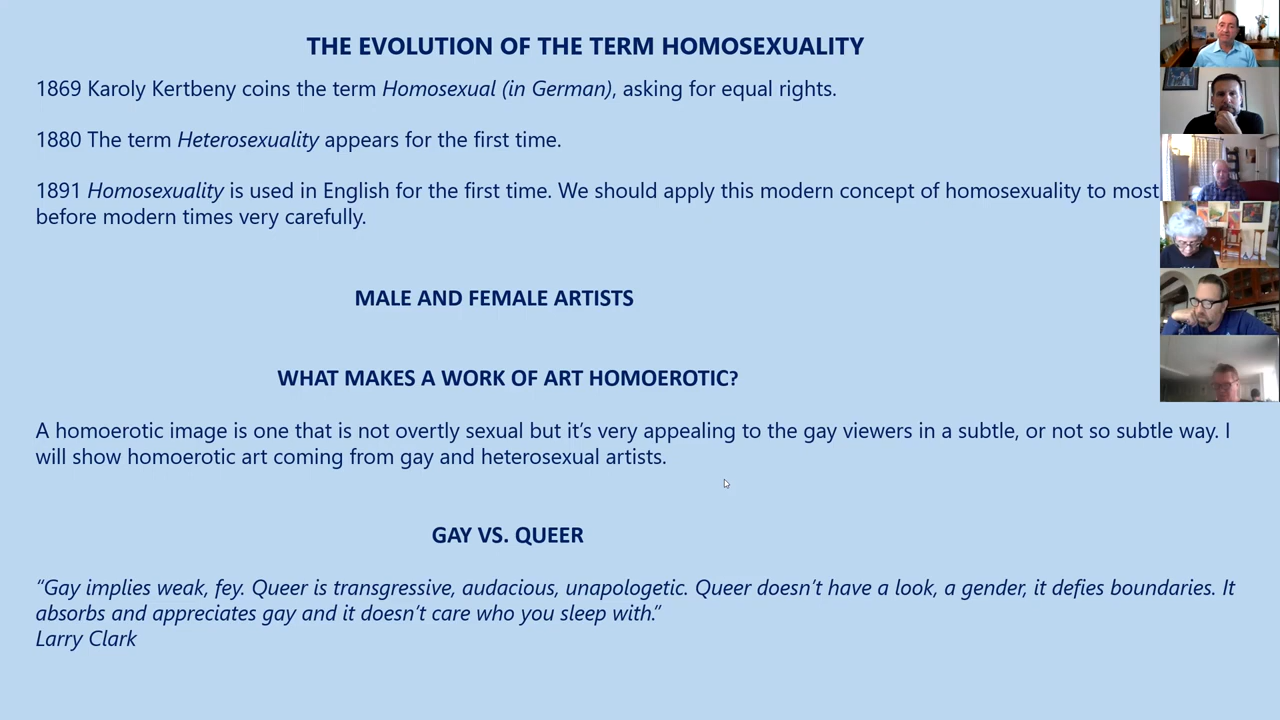 THE EVOLUTION OF THE TERM HOMOSEXUALITY
1869 Karoly Kertbeny coins the term Homosexual (in German), asking for equal rights.
1880 The term Heterosexuality appears for the first time.
1891 Homosexuality is used in English for the first time. We should apply this modern concept of homosexuality to most
before modern times very carefully.
MALE AND FEMALE ARTISTS
WHAT MAKES A WORK OF ART HOMOEROTIC?
A homoerotic image is one that is not overtly sexual but it’s very appealing to the gay viewers in a subtle, or not so subtle way. I
will show homoerotic art coming from gay and heterosexual artists.
GAY VS. QUEER
“Gay implies weak, fey. Queer is transgressive, audacious, unapologetic. Queer doesn’t have a look, a gender, it defies boundaries. It
absorbs and appreciates gay and it doesn’t care who you sleep with.“
Larry Clark